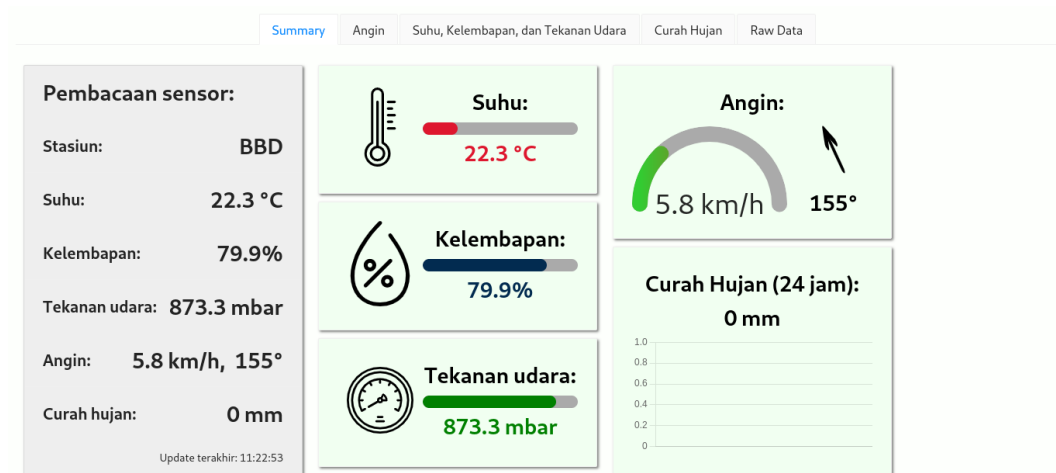 Summary
Angin
Suhu, Kelembapan, dan Tekanan Udara
Curah Hujan
Raw Data
Pembacaan sensor:
Stasiun: BBD
Suhu: 22.3 °C
Kelembapan: 79.9%
Tekanan udara: 873.3 mbar
Angin: 5.8 km/h, 155°
Curah hujan: 0 mm
Update terakhir: 11:22:53
Suhu:
22.3 °C
Kelembapan:
%
79.9%
Tekanan udara:
873.3 mbar
Angin:
5.8 km/h
155°
Curah Hujan (24 jam):
0 mm
1.0
0.8
0.6
0.4
0.2
0